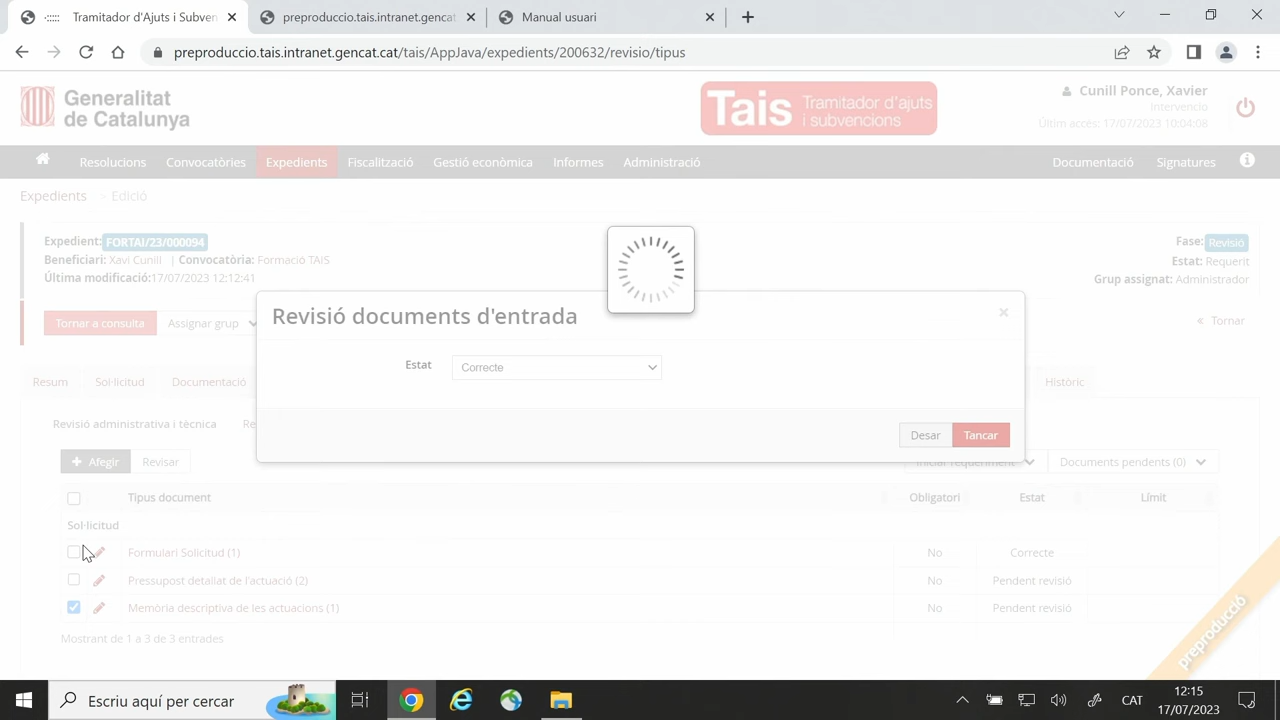 Tramitador d'Ajuts i Subven
preproduccio.tais.intranet.gencat
Manual usuari
preproduccio.tais.intranet.gencat.cat/tais/AppJava/expedients/200632/revisio/tipus
Generalitat
de Catalunya
Tais
Tramitador d'ajuts
i subvencions
Cunill Ponce, Xavier
Intervencio
Últim accés: 17/07/2023 10:04:08
Resolucions
Convocatòries
Expedients
Fiscalització
Gestió econòmica
Informes
Administració
Documentació
Signatures
Expedients
Edició
Expedient: FORTAI/23/000094
Beneficiari: Xavi Cunill | Convocatòria: Formació TAIS
Última modificació:17/07/2023 12:12:41
Fase: Revisió
Estat: Requerit
Grup assignat: Administrador
Tornar a consulta
Assignar grup
« Tornar
Revisió documents d'entrada
×
Estat
Correcte
Desar
Tancar
Resum
Sol·licitud
Documentació
Històric
Revisió administrativa i tècnica
Re
+ Afegir
Revisar
Iniciar requeriment
Documents pendents (0)
Tipus document
Obligatori
Estat
Límit
Sol·licitud
Formulari Solicitud (1)
No
Correcte
Pressupost detallat de l'actuació (2)
No
Pendent revisió
Memòria descriptiva de les actuacions (1)
No
Pendent revisió
Mostrant de 1 a 3 de 3 entrades
preproducció
Escriu aquí per cercar
CAT
12:15
17/07/2023